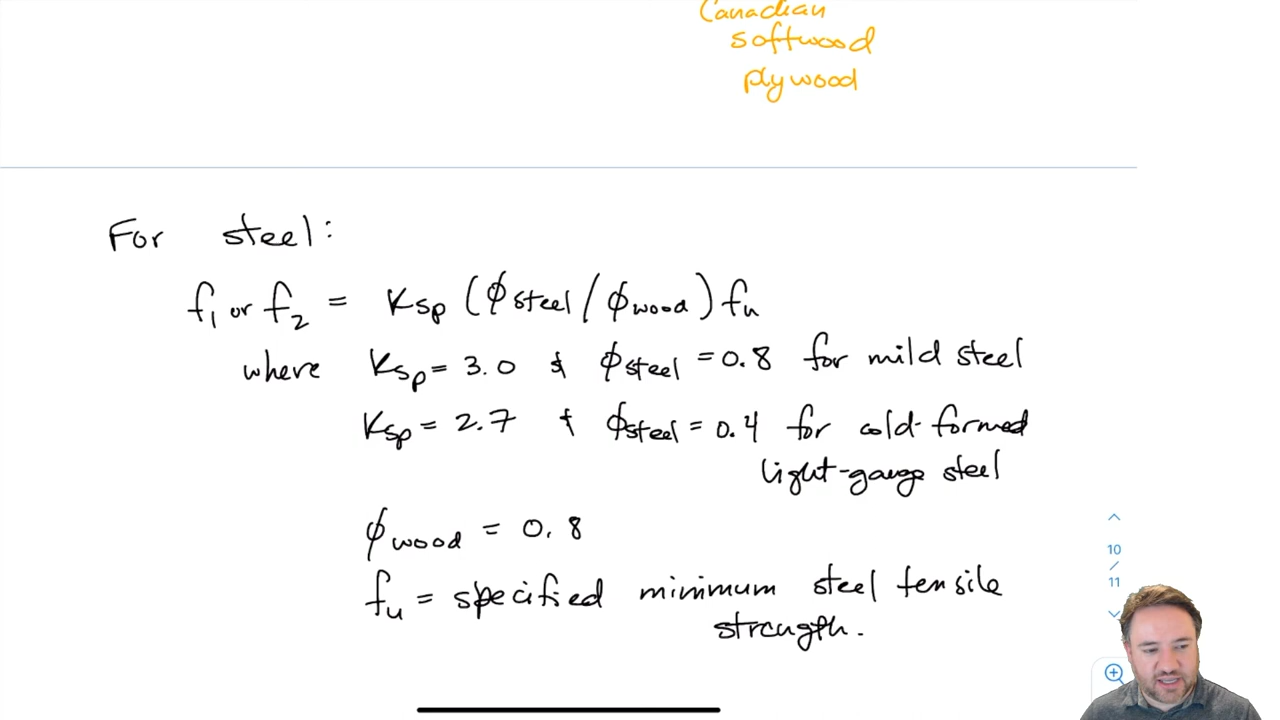 Canadian
softwood
plywood
For steel:
f₁ or f₂ = Ksp (ϕsteel / ϕwood) fu
where Ksp = 3.0 & ϕsteel = 0.8 for mild steel
Ksp = 2.7 & ϕsteel = 0.4 for cold-formed
light-gauge steel
ϕwood = 0.8
fu = specified minimum steel tensile
strength.
10
/
11